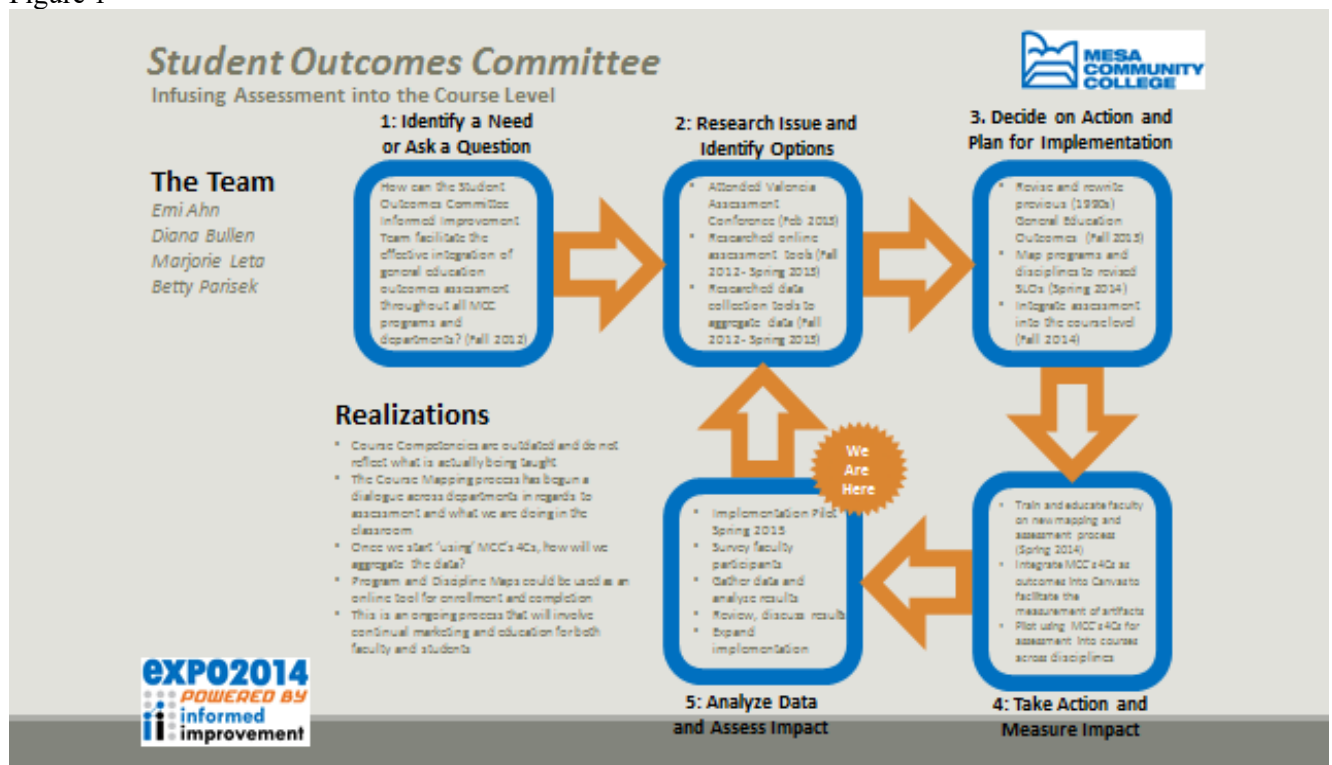 Student Outcomes Committee
Infusing Assessment into the Course Level
MESA
COMMUNITY
COLLEGE
The Team
Emi Ahn
Diana Bullen
Marjorie Leta
Betty Parisek
1: Identify a Need
or Ask a Question
How can the Student
Outcomes Committee
Informed Improvement
Team facilitate the
effective integration of
general education
outcomes assessment
throughout all MCC
programs and
departments? (Fall 2012)
2: Research Issue and
Identify Options
• Attended Valencia
Assessment
Conference (Feb 2013)
• Researched online
assessment tools (Fall
2012- Spring 2013)
• Researched data
collection tools to
aggregate data (Fall
2012- Spring 2013)
3. Decide on Action and
Plan for Implementation
• Revise and rewrite
previous (1990s)
General Education
Outcomes (Fall 2013)
• Map programs and
disciplines to revised
SLOs (Spring 2014)
• Integrate assessment
into the course level
(Fall 2014)
Realizations
• Course Competencies are outdated and do not
reflect what is actually being taught
• The Course Mapping process has begun a
dialogue across departments in regards to
assessment and what we are doing in the
classroom
• Once we start 'using' MCC's 4Cs, how will we
aggregate the data?
• Program and Discipline Maps could be used as an
online tool for enrollment and completion
• This is an ongoing process that will involve
continual marketing and education for both
faculty and students
We
Are
Here
• Implementation Pilot
Spring 2015
• Survey faculty
participants
• Gather data and
analyze results
• Review, discuss results
• Expand
implementation
5: Analyze Data
and Assess Impact
• Train and educate faculty
on new mapping and
assessment process
(Spring 2014)
• Integrate MCC's 4Cs as
outcomes into Canvas to
facilitate the
measurement of artifacts
• Pilot using MCC's 4Cs for
assessment into courses
across disciplines
4: Take Action and
Measure Impact
expo2014
POWERED BY
informed
improvement